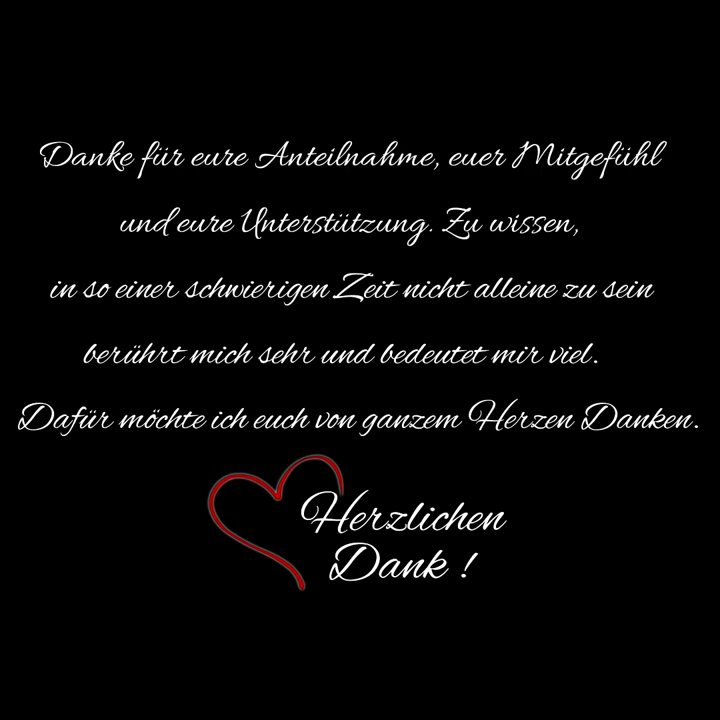 Danke für eure Anteilnahme, euer Mitgefühl
und eure Unterstützung. Zu wissen,
in so einer schwierigen Zeit nicht alleine zu sein
berührt mich sehr und bedeutet mir viel.
Dafür möchte ich euch von ganzem Herzen Danken.
Herzlichen
Dank !